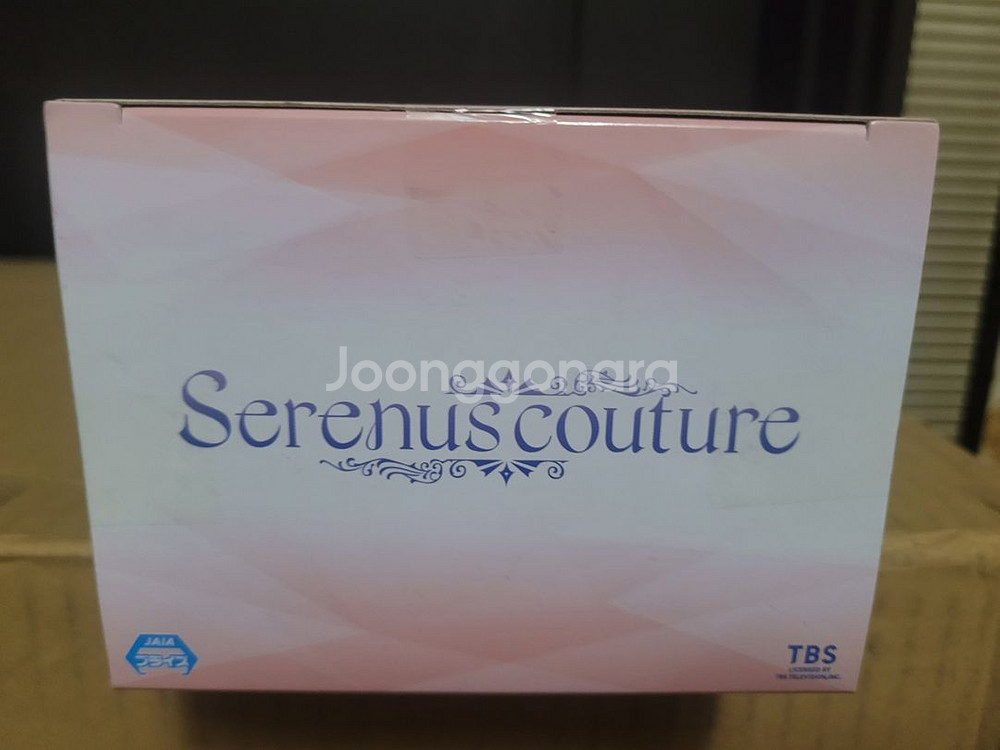 Joonggonara
Serenus couture
JAIA
プライズ
TBS
LICENSED BY
TBS TELEVISION,INC.